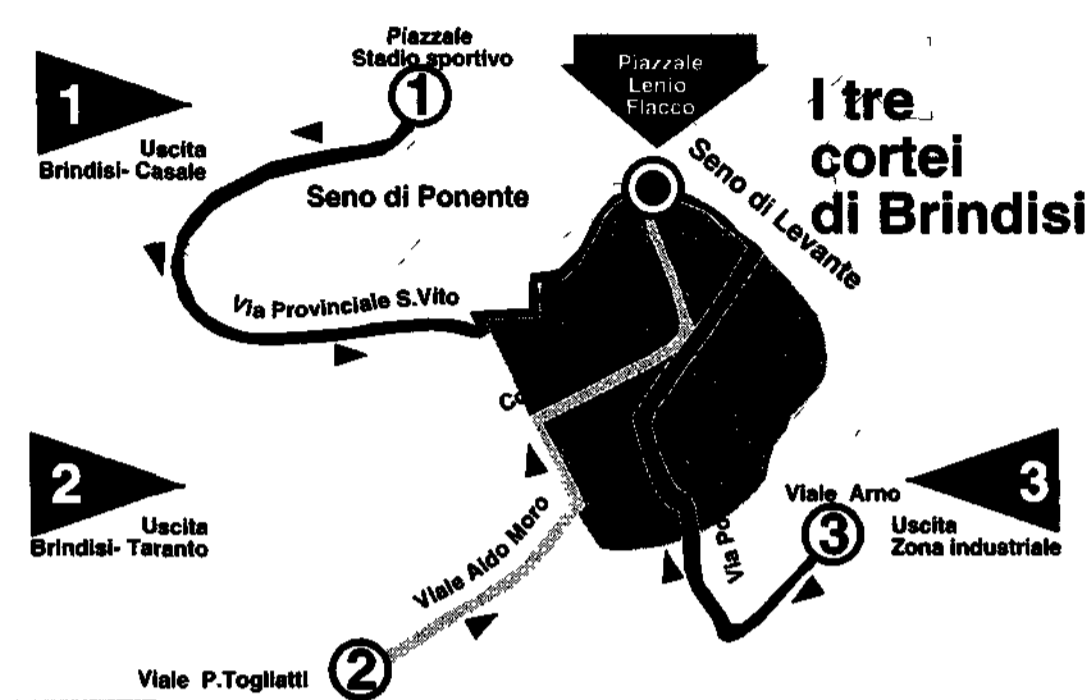 I tre
cortei
di Brindisi
Piazzale
Lenio
Flacco
Piazzale
Stadio sportivo
1
1
Uscita
Brindisi- Casale
Seno di Ponente
Seno di Levante
Via Provinciale S.Vito
2
Uscita
Brindisi- Taranto
Viale Aldo Moro
2
Viale P.Togliatti
Via
Viale Arno
3
3
Uscita
Zona industriale